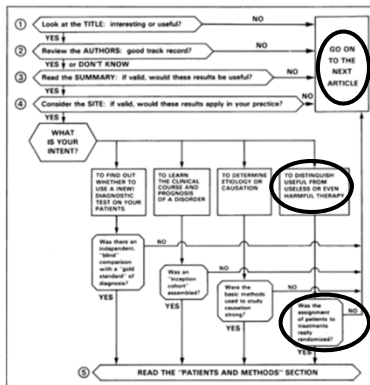 ① Look at the TITLE: interesting or useful?
NO
YES
② Review the AUTHORS: good track record?
NO
YES or DON'T KNOW
③ Read the SUMMARY: if valid, would these results be useful?
NO
YES
④ Consider the SITE: if valid, would these results apply in your practice?
NO
YES
GO ON
TO THE
NEXT
ARTICLE
WHAT
IS YOUR
INTENT?
TO FIND OUT
WHETHER TO
USE A (NEW)
DIAGNOSTIC
TEST ON YOUR
PATIENTS
TO LEARN
THE CLINICAL
COURSE AND
PROGNOSIS
OF A DISORDER
TO DETERMINE
ETIOLOGY OR
CAUSATION
TO DISTINGUISH
USEFUL FROM
USELESS OR EVEN
HARMFUL THERAPY
Was there an
independent,
"blind"
comparison
with a "gold
standard" of
diagnosis?
NO
YES
Was an
"inception
cohort"
assembled?
NO
YES
Were the
basic methods
used to study
causation
strong?
NO
YES
Was the
assignment
of patients to
treatments
really
randomized?
NO
YES
⑤ READ THE "PATIENTS AND METHODS" SECTION